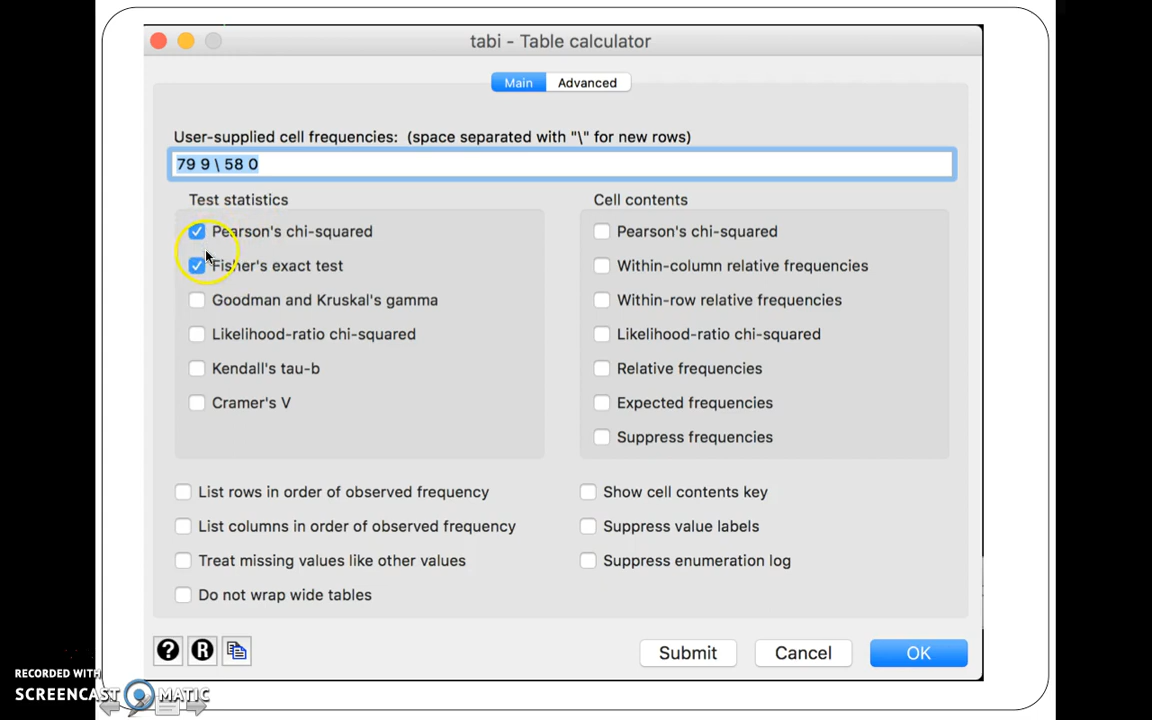 tabi - Table calculator
Main Advanced
User-supplied cell frequencies: (space separated with "\" for new rows)
79 9 \ 58 0
Test statistics
Pearson's chi-squared
Fisher's exact test
Goodman and Kruskal's gamma
Likelihood-ratio chi-squared
Kendall's tau-b
Cramer's V
Cell contents
Pearson's chi-squared
Within-column relative frequencies
Within-row relative frequencies
Likelihood-ratio chi-squared
Relative frequencies
Expected frequencies
Suppress frequencies
List rows in order of observed frequency
List columns in order of observed frequency
Treat missing values like other values
Do not wrap wide tables
Show cell contents key
Suppress value labels
Suppress enumeration log
? R
Submit Cancel OK
RECORDED WITH
SCREENCAST MATIC